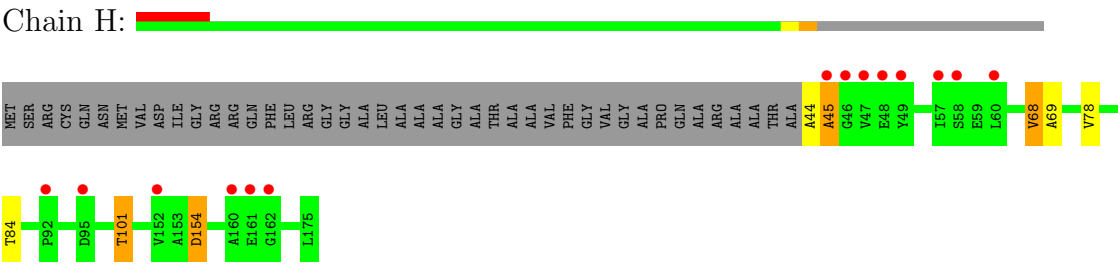 Chain H:
MET SER ARG CYS GLN ASN MET VAL ASP ILE GLY ARG ARG GLN PHE LEU ARG GLY GLY ALA LEU ALA ALA ALA GLY ALA THR ALA ALA VAL PHE GLY VAL GLY ALA PRO GLN ALA ARG ALA ALA THR ALA A44 A45 G46 V47 E48 Y49 I57 S58 E59 L60 V68 A69 V78
T84 P92 D95 T101 V152 A153 D154 A160 E161 G162 L175